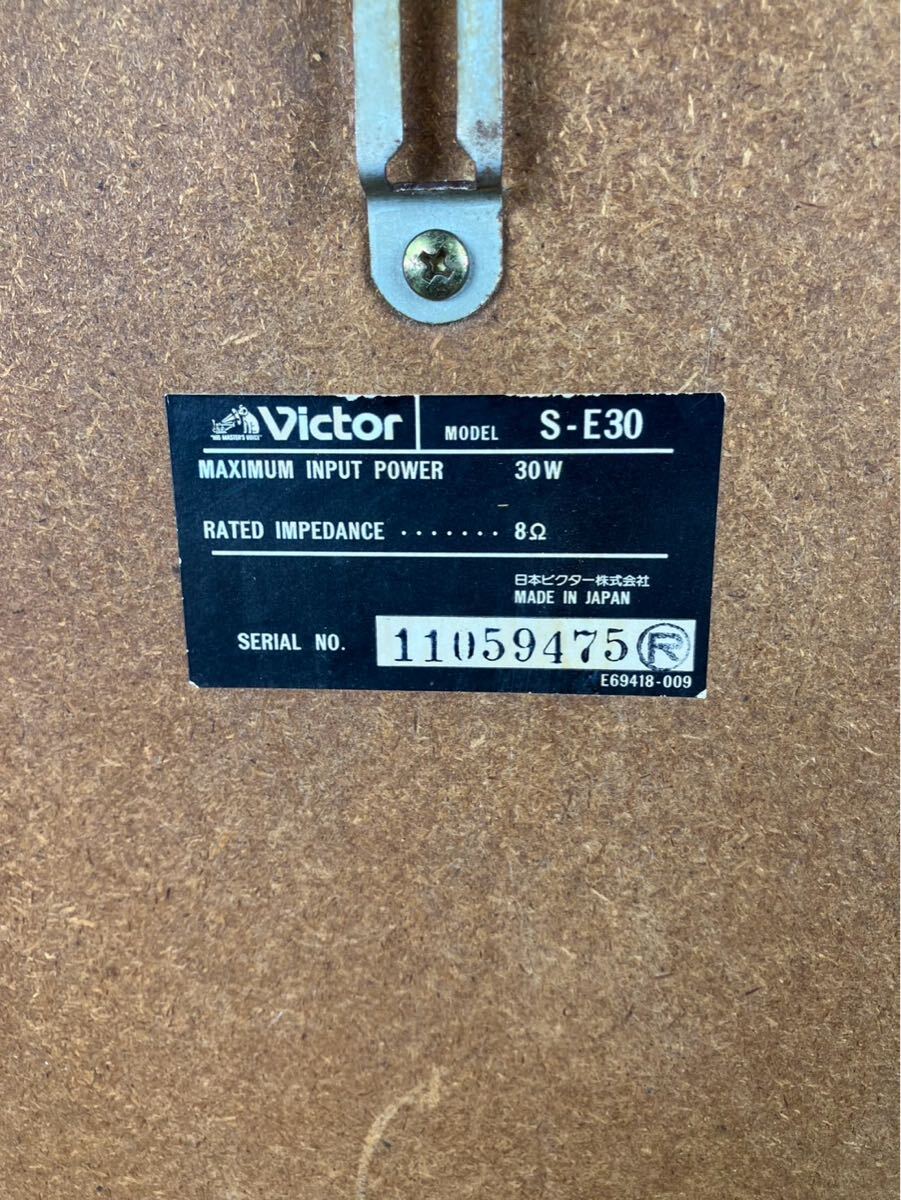 "HIS MASTER'S VOICE" Victor MODEL S-E30
MAXIMUM INPUT POWER 30W
RATED IMPEDANCE ······· 8Ω
日本ビクター株式会社
MADE IN JAPAN
SERIAL NO. 11059475 R
E69418-009